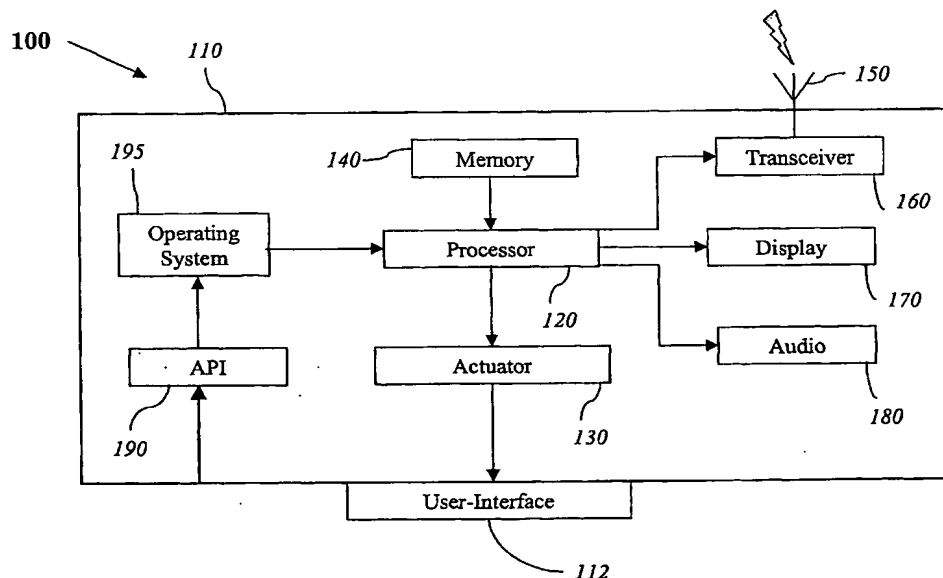 100
110
150
195
140
Memory
Transceiver
160
Operating
System
Processor
120
Display
170
API
190
Actuator
130
Audio
180
User-Interface
112